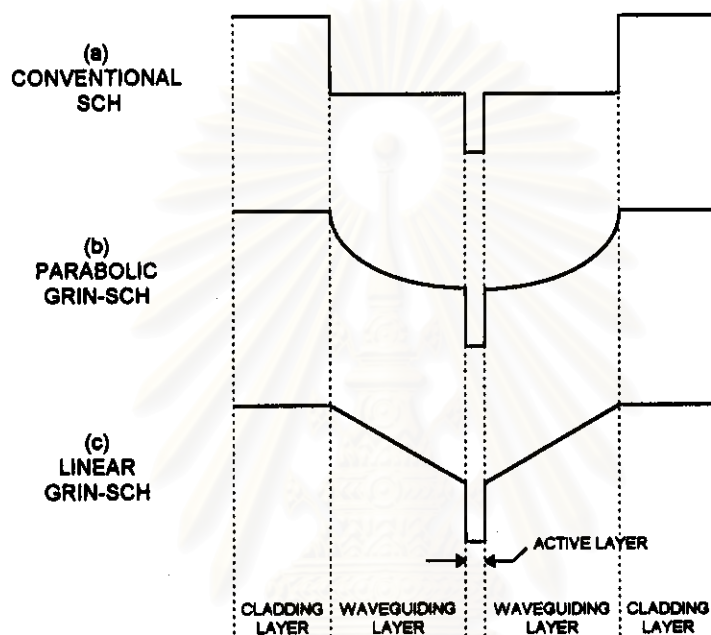 (a)
CONVENTIONAL
SCH
(b)
PARABOLIC
GRIN-SCH
(c)
LINEAR
GRIN-SCH
ACTIVE LAYER
CLADDING
LAYER
WAVEGUIDING
LAYER
WAVEGUIDING
LAYER
CLADDING
LAYER